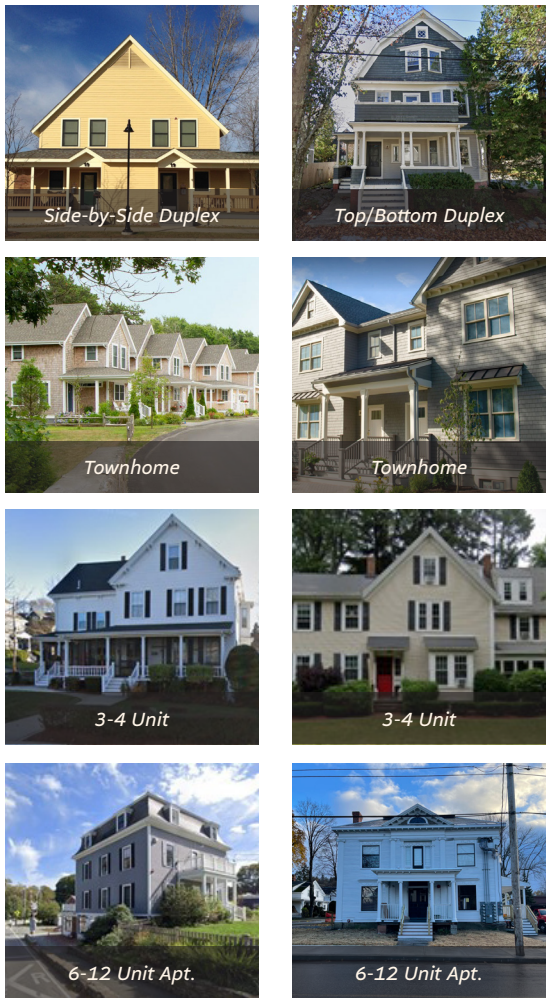 Side-by-Side Duplex
Top/Bottom Duplex
Townhome
Townhome
3-4 Unit
3-4 Unit
6-12 Unit Apt.
6-12 Unit Apt.